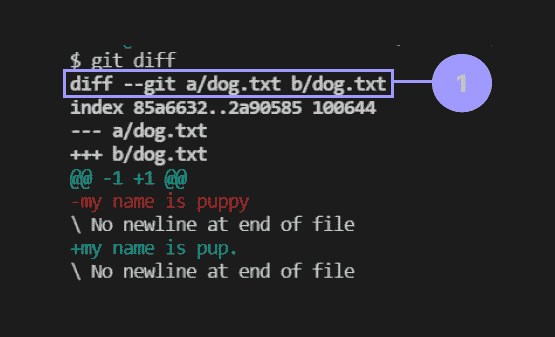 $ git diff
diff --git a/dog.txt b/dog.txt
1
index 85a6632..2a90585 100644
--- a/dog.txt
+++ b/dog.txt
@@ -1 +1 @@
-my name is puppy
\ No newline at end of file
+my name is pup.
\ No newline at end of file